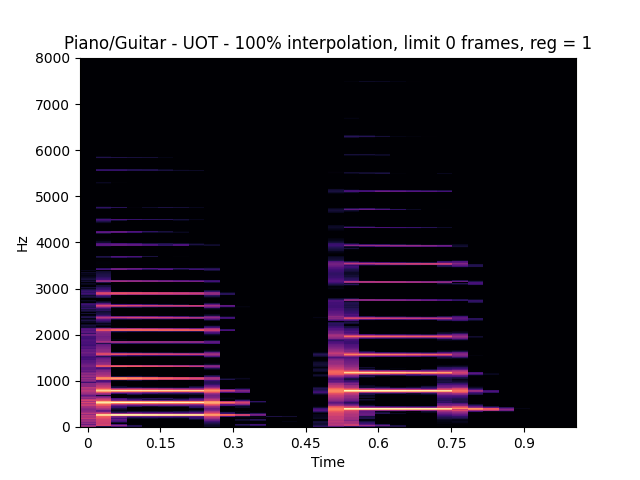 Piano/Guitar - UOT - 100% interpolation, limit 0 frames, reg = 1
8000
7000
6000
5000
4000
3000
2000
1000
0
Hz
0 0.15 0.3 0.45 0.6 0.75 0.9
Time